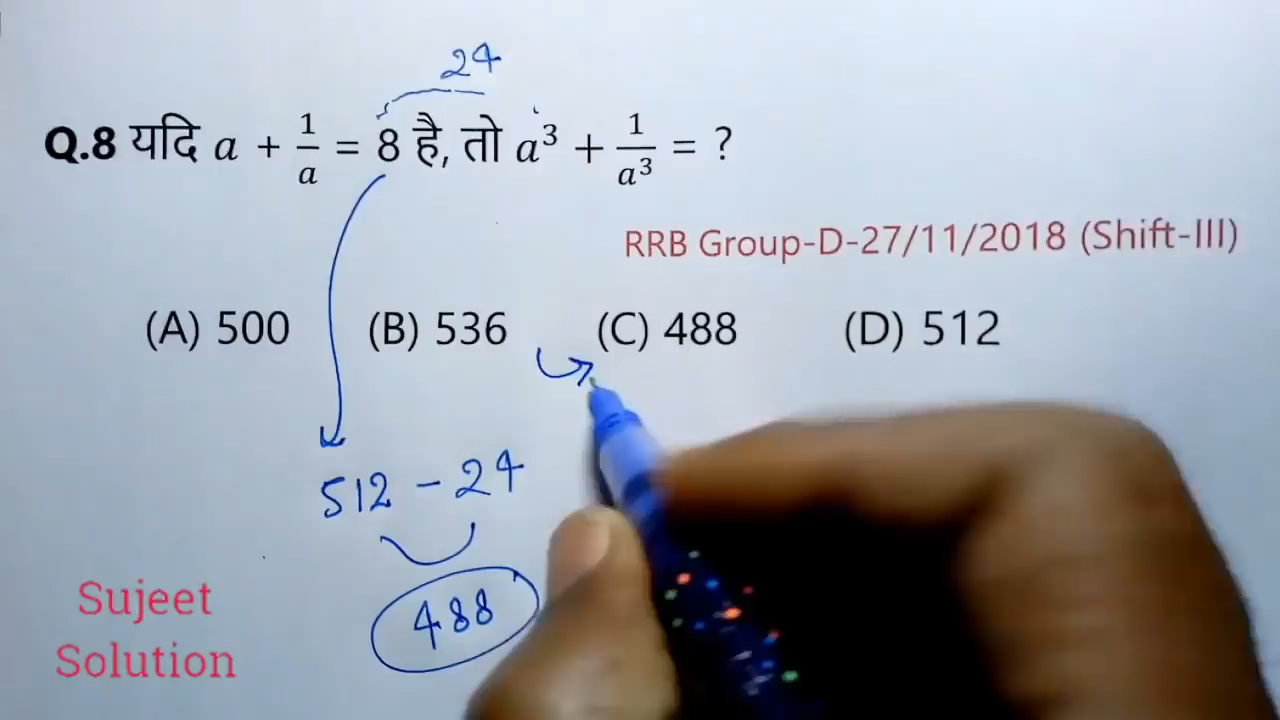 24
Q.8 यदि a + 1/a = 8 है, तो a³ + 1/a³ = ?
RRB Group-D-27/11/2018 (Shift-III)
(A) 500 (B) 536 (C) 488 (D) 512
512 - 24
488
Sujeet
Solution